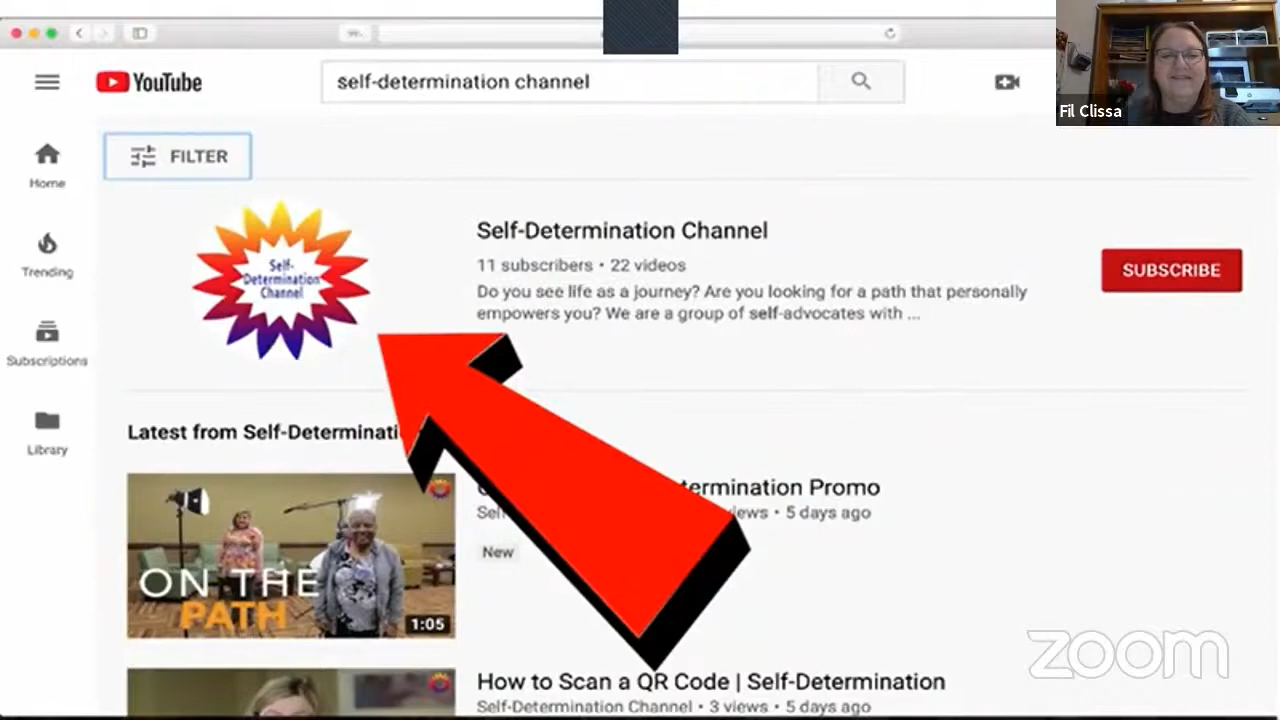 YouTube
self-determination channel
Fil Clissa
FILTER
Home
Self-
Determination
Channel
Self-Determination Channel
11 subscribers • 22 videos
Do you see life as a journey? Are you looking for a path that personally
empowers you? We are a group of self-advocates with ...
SUBSCRIBE
Trending
Subscriptions
Library
Latest from Self-Determinati
ermination Promo
views • 5 days ago
New
ON THE
PATH
1:05
zoom
How to Scan a QR Code | Self-Determination
Self-Determination Channel • 3 views • 5 days ago